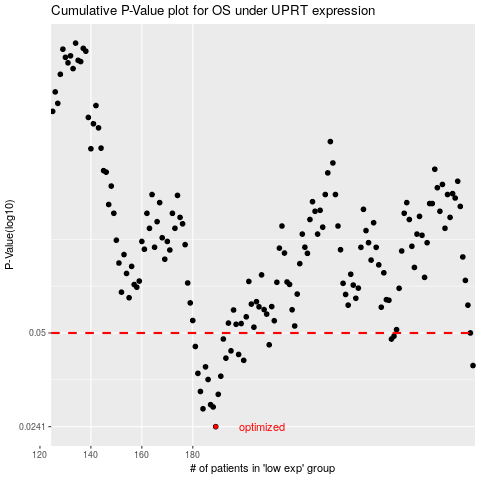 Cumulative P-Value plot for OS under UPRT expression
P-Value(log10)
0.05
0.0241
optimized
120 140 160 180
# of patients in 'low exp' group